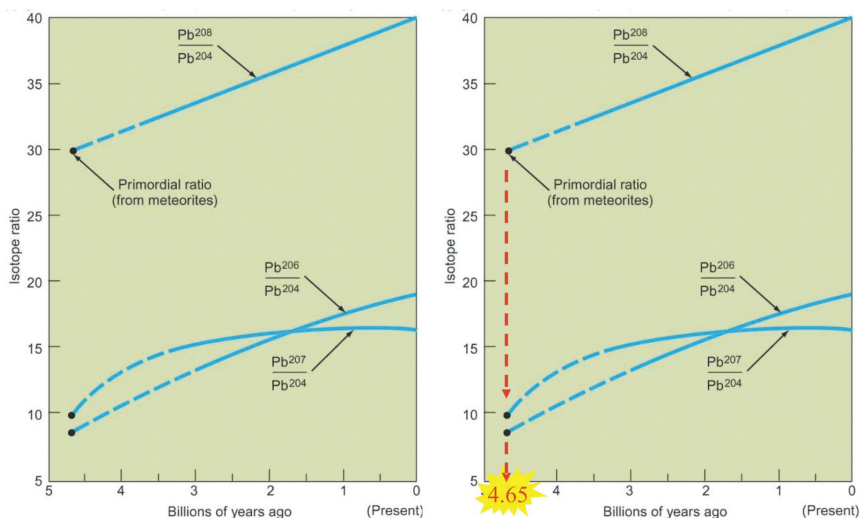 40
35
30
25
20
15
10
5
Isotope ratio
Pb208
Pb204
Primordial ratio
(from meteorites)
Pb206
Pb204
Pb207
Pb204
5 4 3 2 1 0
Billions of years ago (Present)
40
35
30
25
20
15
10
5
Isotope ratio
Pb208
Pb204
Primordial ratio
(from meteorites)
Pb206
Pb204
Pb207
Pb204
4.65 3 2 1 0
Billions of years ago (Present)